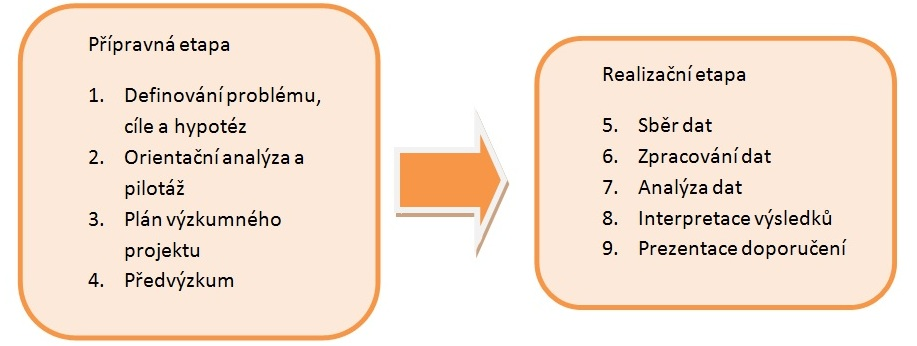 Přípravná etapa
1. Definování problému,
cíle a hypotéz
2. Orientační analýza a
pilotáž
3. Plán výzkumného
projektu
4. Předvýzkum
Realizační etapa
5. Sběr dat
6. Zpracování dat
7. Analýza dat
8. Interpretace výsledků
9. Prezentace doporučení